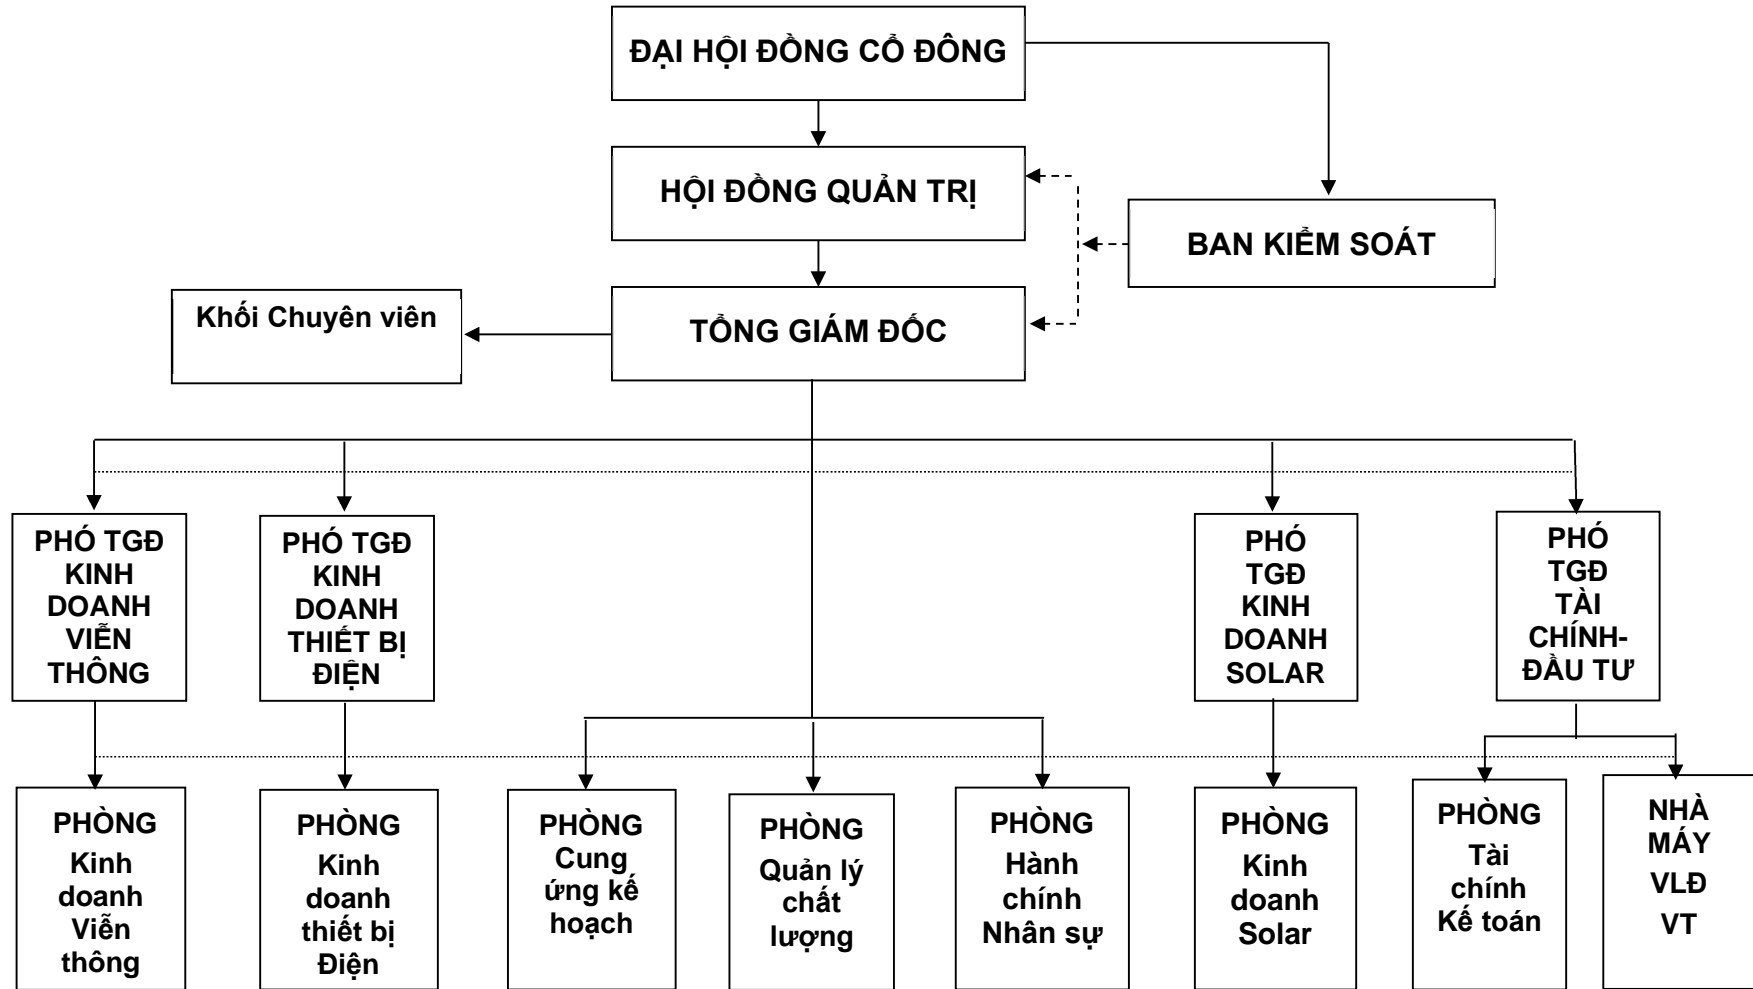 ĐẠI HỘI ĐỒNG CỔ ĐÔNG
HỘI ĐỒNG QUẢN TRỊ
BAN KIỂM SOÁT
Khối Chuyên viên
TỔNG GIÁM ĐỐC
PHÓ TGĐ
KINH
DOANH
VIỄN
THÔNG
PHÓ TGĐ
KINH
DOANH
THIẾT BỊ
ĐIỆN
PHÓ
TGĐ
KINH
DOANH
SOLAR
PHÓ
TGĐ
TÀI
CHÍNH-
ĐẦU TƯ
PHÒNG
Kinh
doanh
Viễn
thông
PHÒNG
Kinh
doanh
thiết bị
Điện
PHÒNG
Cung
ứng kế
hoạch
PHÒNG
Quản lý
chất
lượng
PHÒNG
Hành
chính
Nhân sự
PHÒNG
Kinh
doanh
Solar
PHÒNG
Tài
chính
Kế toán
NHÀ
MÁY
VLĐ
VT